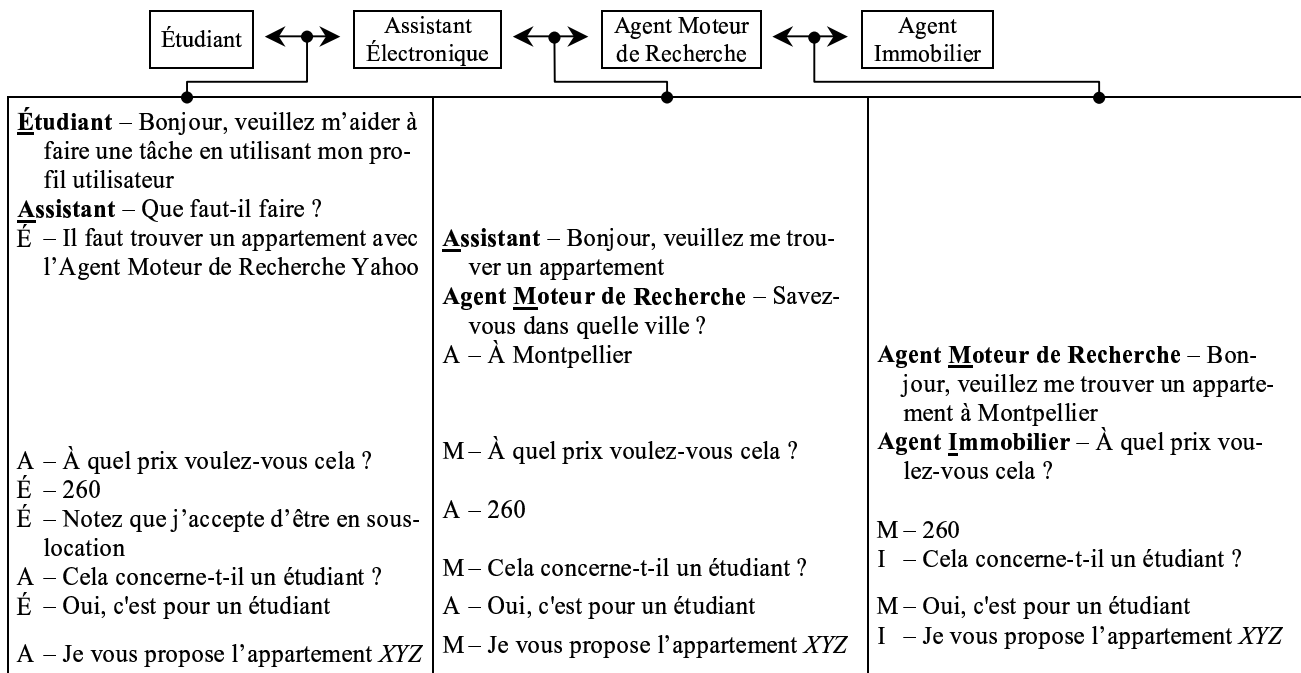 Étudiant
Assistant
Électronique
Agent Moteur
de Recherche
Agent
Immobilier
Étudiant – Bonjour, veuillez m’aider à
faire une tâche en utilisant mon pro-
fil utilisateur
Assistant – Que faut-il faire ?
É – Il faut trouver un appartement avec
l’Agent Moteur de Recherche Yahoo
A – À quel prix voulez-vous cela ?
É – 260
É – Notez que j’accepte d’être en sous-
location
A – Cela concerne-t-il un étudiant ?
É – Oui, c'est pour un étudiant
A – Je vous propose l’appartement XYZ
Assistant – Bonjour, veuillez me trou-
ver un appartement
Agent Moteur de Recherche – Savez-
vous dans quelle ville ?
A – À Montpellier
M – À quel prix voulez-vous cela ?
A – 260
M – Cela concerne-t-il un étudiant ?
A – Oui, c'est pour un étudiant
M – Je vous propose l’appartement XYZ
Agent Moteur de Recherche – Bon-
jour, veuillez me trouver un apparte-
ment à Montpellier
Agent Immobilier – À quel prix vou-
lez-vous cela ?
M – 260
I – Cela concerne-t-il un étudiant ?
M – Oui, c'est pour un étudiant
I – Je vous propose l’appartement XYZ